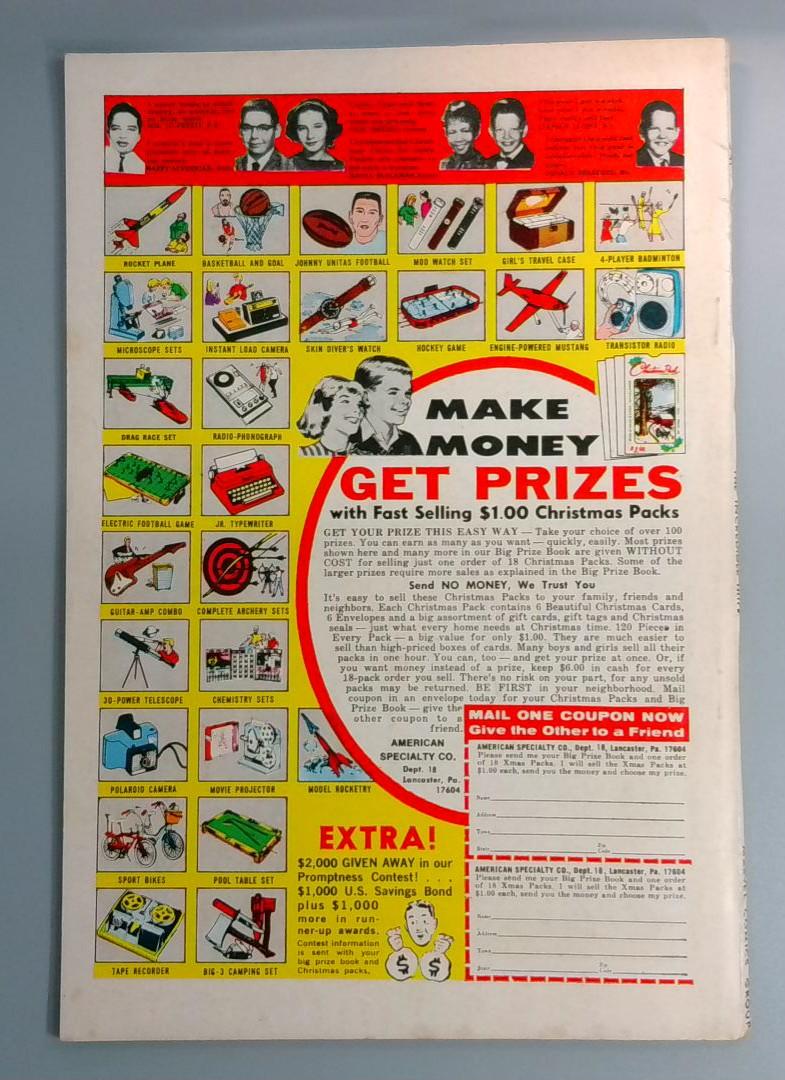 ROCKET PLANE
BASKETBALL AND GOAL
JOHNNY UNITAS FOOTBALL
MOD WATCH SET
GIRL'S TRAVEL CASE
4-PLAYER BADMINTON
MICROSCOPE SETS
INSTANT LOAD CAMERA
SKIN DIVER'S WATCH
HOCKEY GAME
ENGINE-POWERED MUSTANG
TRANSISTOR RADIO
DRAG RACE SET
RADIO-PHONOGRAPH
ELECTRIC FOOTBALL GAME
JR. TYPEWRITER
GUITAR-AMP COMBO
COMPLETE ARCHERY SETS
30-POWER TELESCOPE
CHEMISTRY SETS
POLAROID CAMERA
MOVIE PROJECTOR
MODEL ROCKETRY
SPORT BIKES
POOL TABLE SET
TAPE RECORDER
BIG-3 CAMPING SET
MAKE
MONEY
GET PRIZES
with Fast Selling $1.00 Christmas Packs
GET YOUR PRIZE THIS EASY WAY — Take your choice of over 100
prizes. You can earn as many as you want — quickly, easily. Most prizes
shown here and many more in our Big Prize Book are given WITHOUT
COST for selling just one order of 18 Christmas Packs. Some of the
larger prizes require more sales as explained in the Big Prize Book.
Send NO MONEY, We Trust You
It's easy to sell these Christmas Packs to your family, friends and
neighbors. Each Christmas Pack contains 6 Beautiful Christmas Cards,
6 Envelopes and a big assortment of gift cards, gift tags and Christmas
seals — just what every home needs at Christmas time. 120 Pieces in
Every Pack — a big value for only $1.00. They are much easier to
sell than high-priced boxes of cards. Many boys and girls sell all their
packs in one hour. You can, too — and get your prize at once. Or, if
you want money instead of a prize, keep $6.00 in cash for every
18-pack order you sell. There's no risk on your part, for any unsold
packs may be returned. BE FIRST in your neighborhood. Mail
coupon in an envelope today for your Christmas Packs and Big
Prize Book — give the
other coupon to a
friend.
AMERICAN
SPECIALTY CO.
Dept. 18
Lancaster, Pa.
17604
EXTRA!
$2,000 GIVEN AWAY in our
Promptness Contest! . . .
$1,000 U.S. Savings Bond
plus $1,000
more in run-
ner-up awards.
Contest information
is sent with your
big prize book and
Christmas packs.
$ $
MAIL ONE COUPON NOW
Give the Other to a Friend
AMERICAN SPECIALTY CO., Dept. 18, Lancaster, Pa. 17604
Please send me your Big Prize Book and one order
of 18 Xmas Packs. I will sell the Xmas Packs at
$1.00 each, send you the money and choose my prize.
Name
Address
Town
State Zip Code
AMERICAN SPECIALTY CO., Dept. 18, Lancaster, Pa. 17604
Please send me your Big Prize Book and one order
of 18 Xmas Packs. I will sell the Xmas Packs at
$1.00 each, send you the money and choose my prize.
Name
Address
Town
State Zip Code